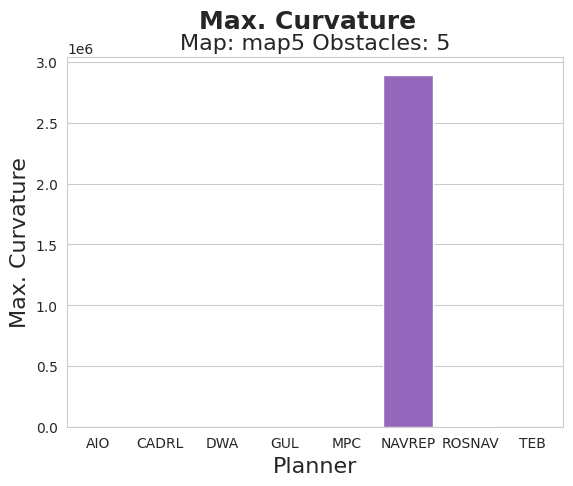 Max. Curvature
Map: map5 Obstacles: 5
1e6
3.0
2.5
2.0
1.5
1.0
0.5
0.0
Max. Curvature
AIO CADRL DWA GUL MPC NAVREP ROSNAV TEB
Planner